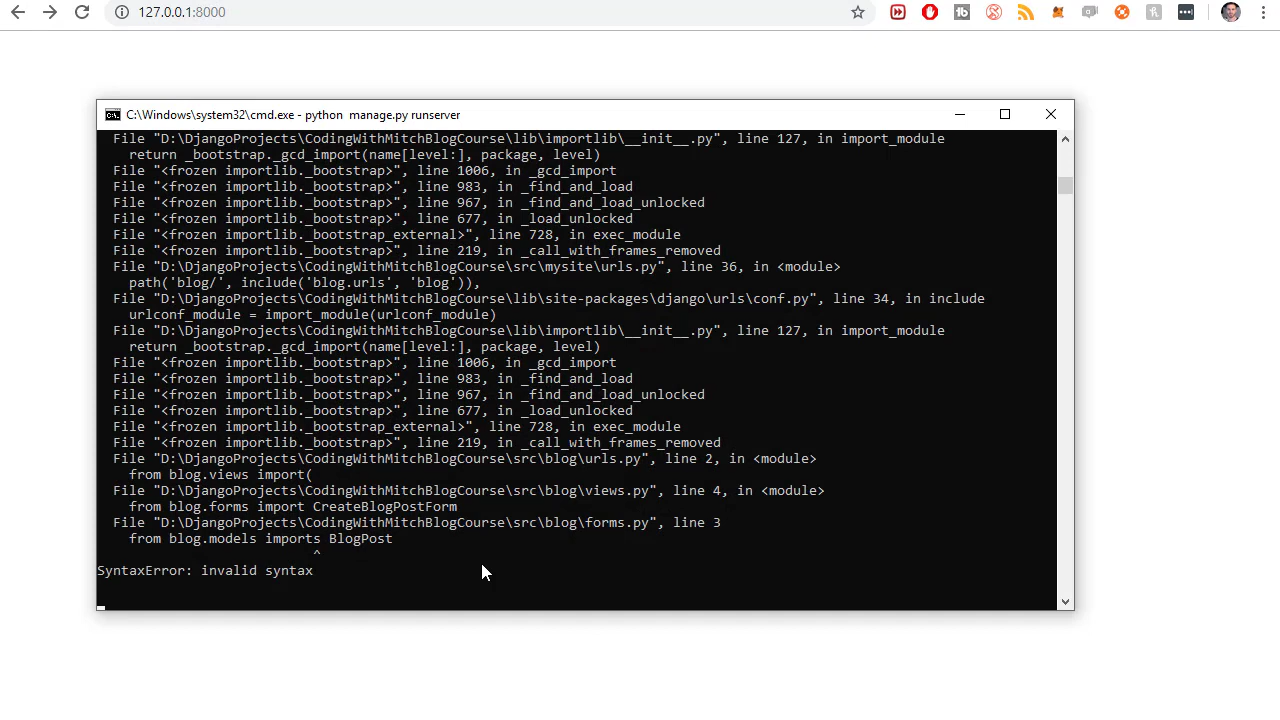 127.0.0.1:8000
C:\Windows\system32\cmd.exe - python  manage.py runserver
File "D:\DjangoProjects\CodingWithMitchBlogCourse\lib\importlib\__init__.py", line 127, in import_module
return _bootstrap._gcd_import(name[level:], package, level)
File "<frozen importlib._bootstrap>", line 1006, in _gcd_import
File "<frozen importlib._bootstrap>", line 983, in _find_and_load
File "<frozen importlib._bootstrap>", line 967, in _find_and_load_unlocked
File "<frozen importlib._bootstrap>", line 677, in _load_unlocked
File "<frozen importlib._bootstrap_external>", line 728, in exec_module
File "<frozen importlib._bootstrap>", line 219, in _call_with_frames_removed
File "D:\DjangoProjects\CodingWithMitchBlogCourse\src\mysite\urls.py", line 36, in <module>
path('blog/', include('blog.urls', 'blog')),
File "D:\DjangoProjects\CodingWithMitchBlogCourse\lib\site-packages\django\urls\conf.py", line 34, in include
urlconf_module = import_module(urlconf_module)
File "D:\DjangoProjects\CodingWithMitchBlogCourse\lib\importlib\__init__.py", line 127, in import_module
return _bootstrap._gcd_import(name[level:], package, level)
File "<frozen importlib._bootstrap>", line 1006, in _gcd_import
File "<frozen importlib._bootstrap>", line 983, in _find_and_load
File "<frozen importlib._bootstrap>", line 967, in _find_and_load_unlocked
File "<frozen importlib._bootstrap>", line 677, in _load_unlocked
File "<frozen importlib._bootstrap_external>", line 728, in exec_module
File "<frozen importlib._bootstrap>", line 219, in _call_with_frames_removed
File "D:\DjangoProjects\CodingWithMitchBlogCourse\src\blog\urls.py", line 2, in <module>
from blog.views import(
File "D:\DjangoProjects\CodingWithMitchBlogCourse\src\blog\views.py", line 4, in <module>
from blog.forms import CreateBlogPostForm
File "D:\DjangoProjects\CodingWithMitchBlogCourse\src\blog\forms.py", line 3
from blog.models imports BlogPost
^
SyntaxError: invalid syntax